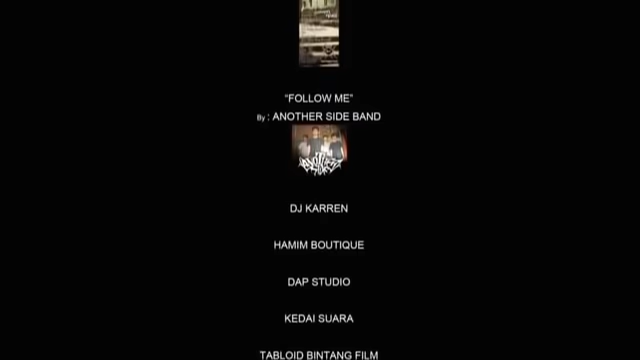 “FOLLOW ME”
By : ANOTHER SIDE BAND
DJ KARREN
HAMIM BOUTIQUE
DAP STUDIO
KEDAI SUARA
TABLOID BINTANG FILM